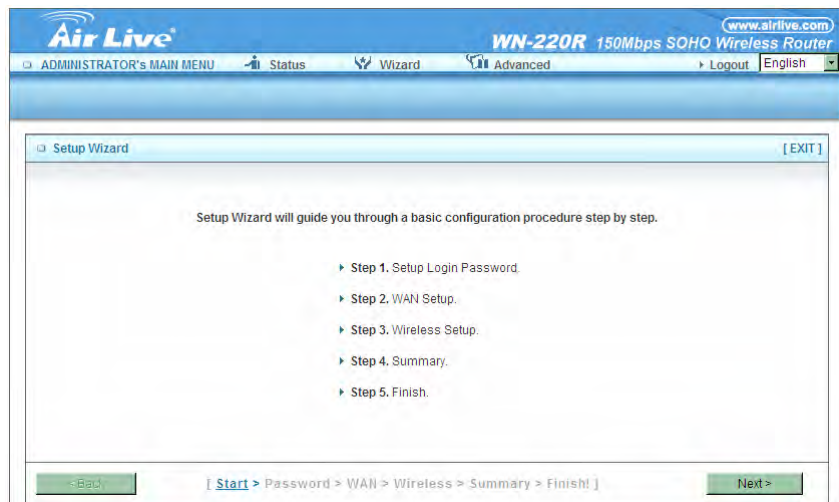 Air Live®
(www.airlive.com)
WN-220R 150Mbps SOHO Wireless Router
ADMINISTRATOR's MAIN MENU Status Wizard Advanced Logout English
Setup Wizard [ EXIT ]
Setup Wizard will guide you through a basic configuration procedure step by step.
Step 1. Setup Login Password.
Step 2. WAN Setup.
Step 3. Wireless Setup.
Step 4. Summary.
Step 5. Finish.
< Back [ Start > Password > WAN > Wireless > Summary > Finish! ] Next >